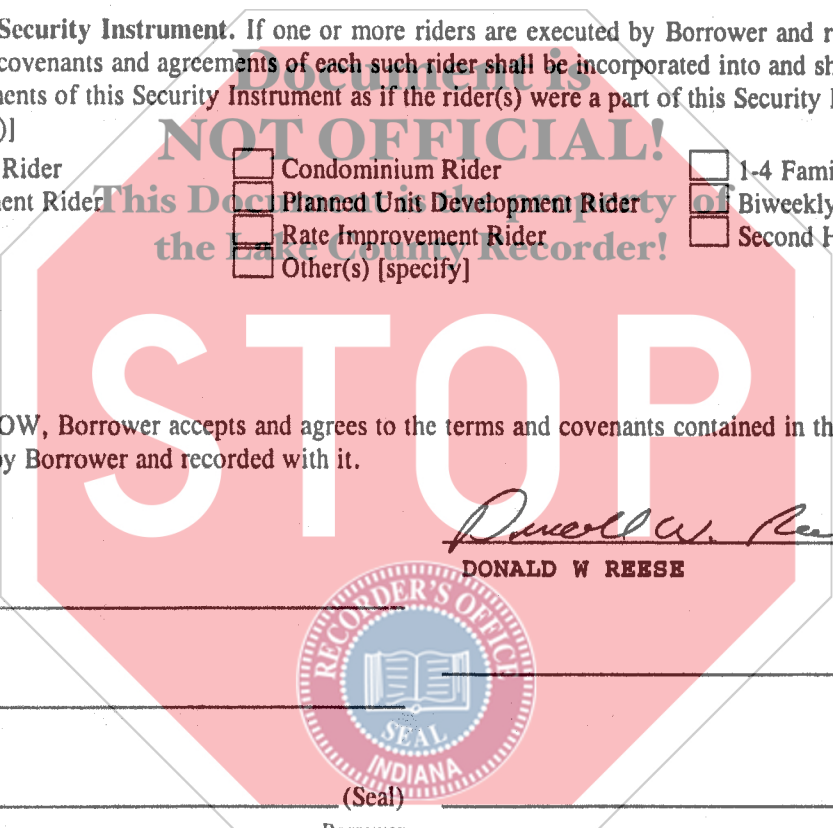 Security Instrument. If one or more riders are executed by Borrower and r
covenants and agreements of each such rider shall be incorporated into and sh
nents of this Security Instrument as if the rider(s) were a part of this Security I
)]
Document is
NOT OFFICIAL!
This Document is the property of
the Lake County Recorder!
Rider
Condominium Rider
1-4 Fami
ent Rider
Planned Unit Development Rider
Biweekly
Rate Improvement Rider
Second H
Other(s) [specify]
STOP
OW, Borrower accepts and agrees to the terms and covenants contained in th
by Borrower and recorded with it.
Donald W. Ree
DONALD W REESE
RECORDER'S OFFICE
SEAL
INDIANA
(Seal)